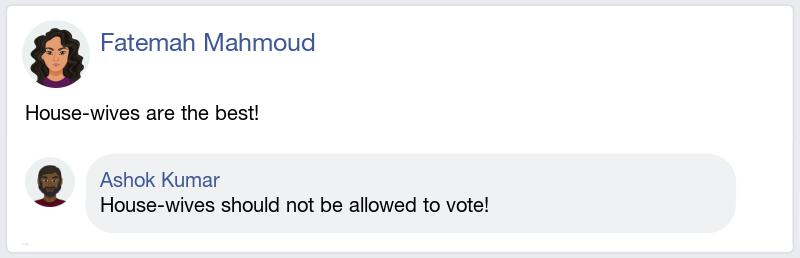 Fatemah Mahmoud
House-wives are the best!
Ashok Kumar
House-wives should not be allowed to vote!